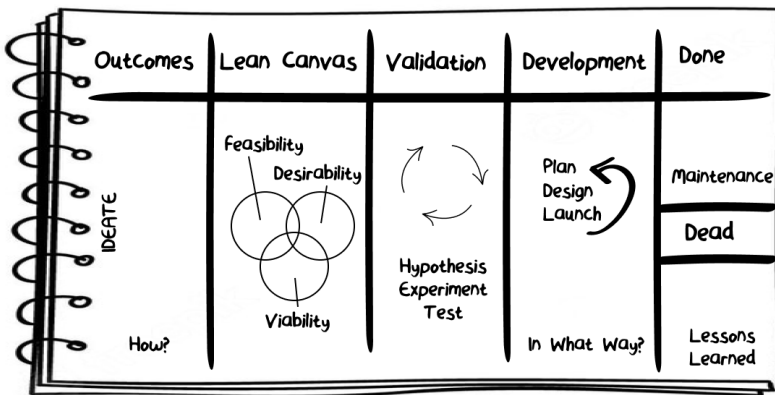 Outcomes
Lean Canvas
Validation
Development
Done
IDEATE
How?
Feasibility
Desirability
Viability
Hypothesis
Experiment
Test
Plan
Design
Launch
In What Way?
Maintenance
Dead
Lessons
Learned